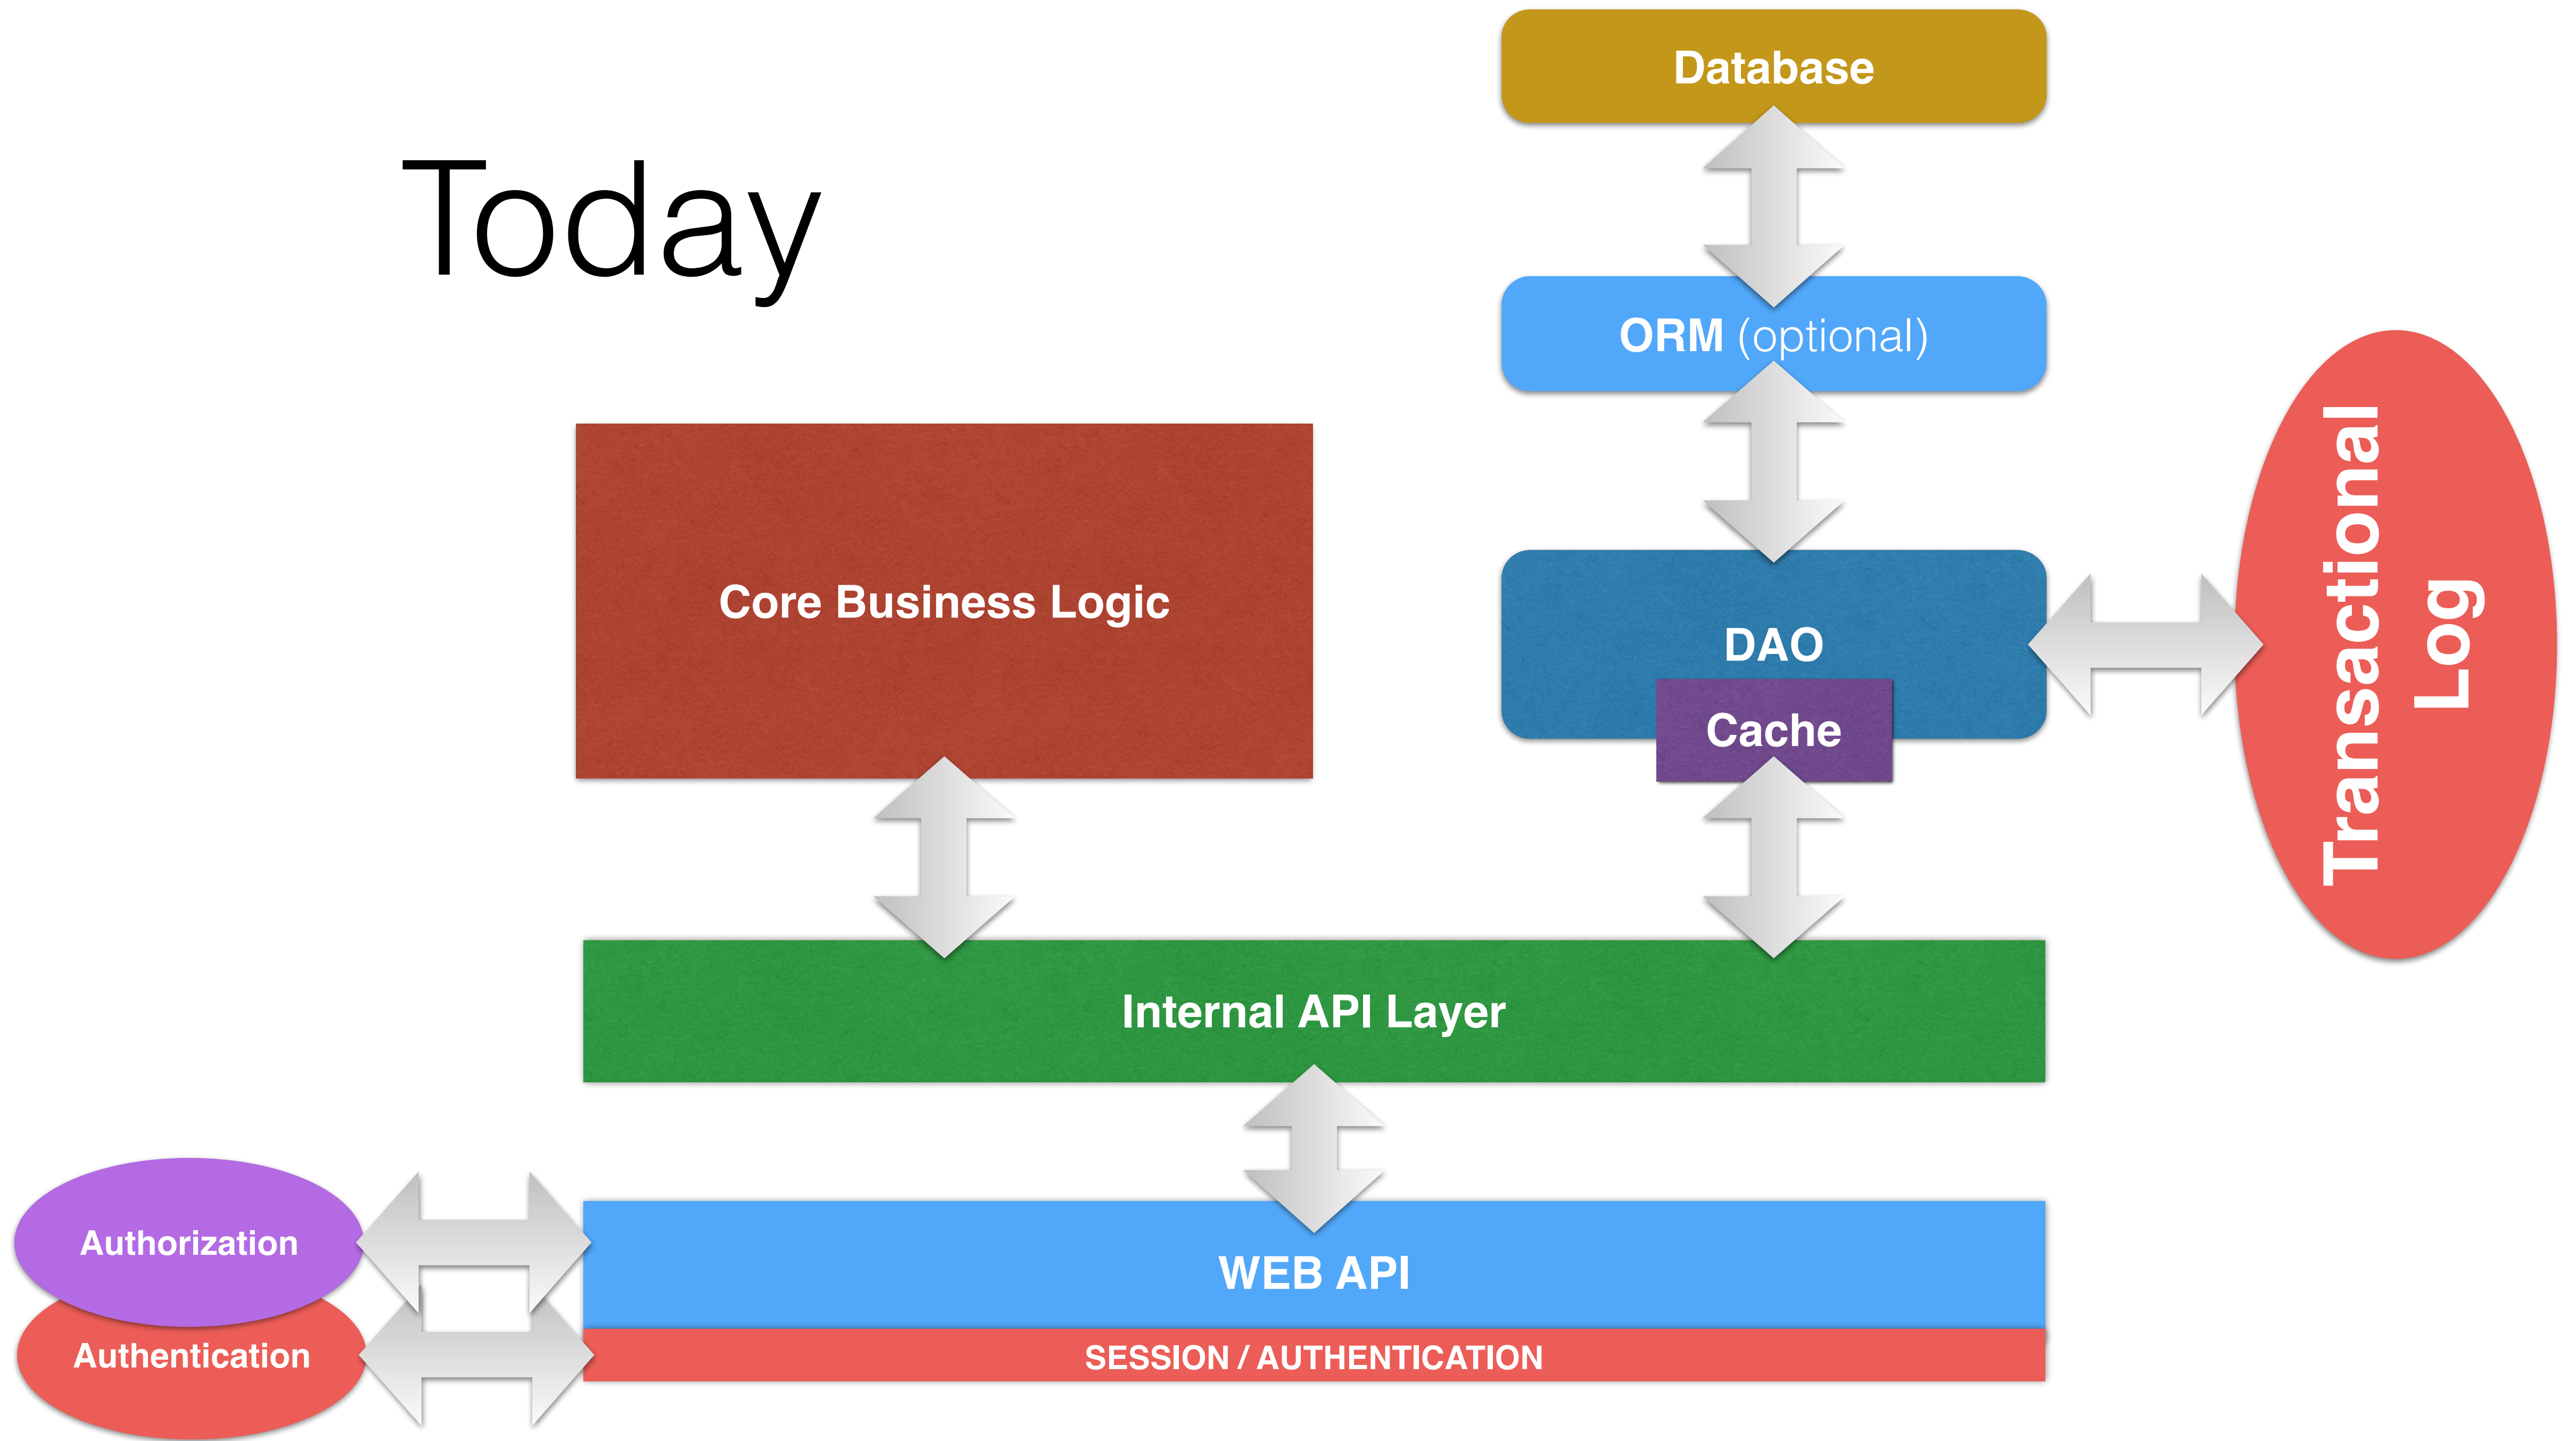 Database
Today
ORM (optional)
Transactional
Log
Core Business Logic
DAO
Cache
Internal API Layer
Authorization
WEB API
Authentication
SESSION / AUTHENTICATION